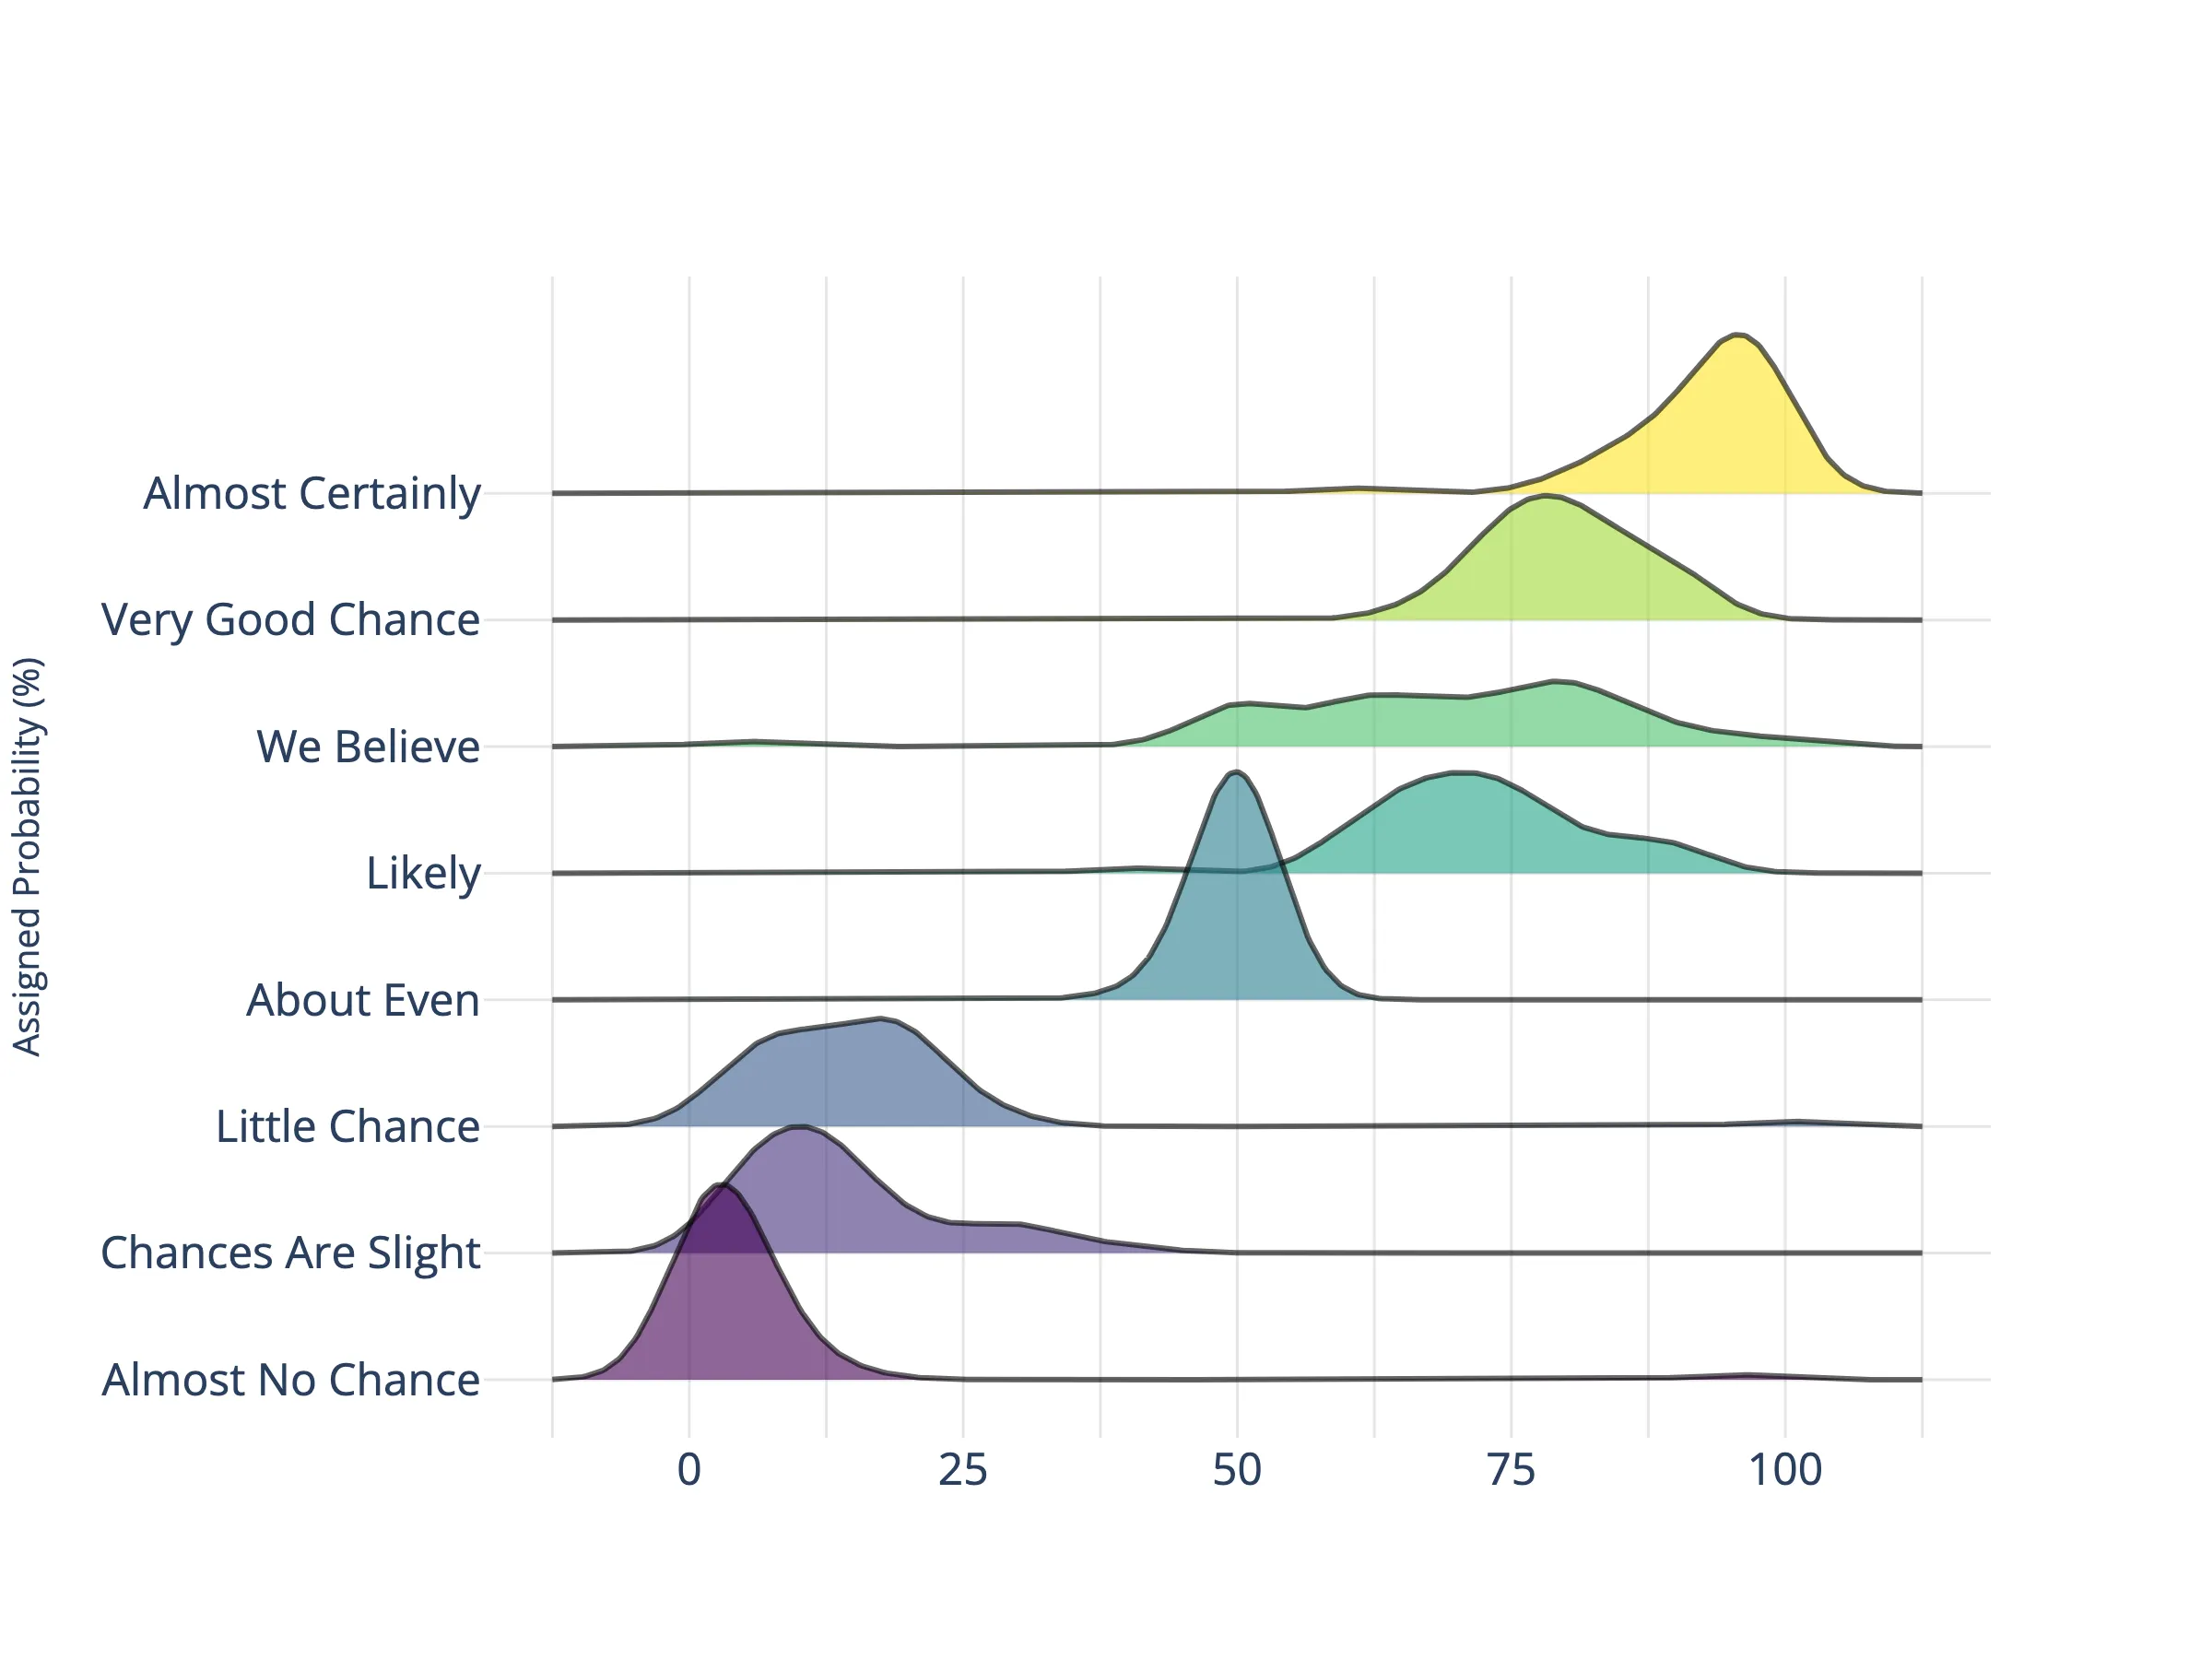 Assigned Probability (%)
Almost Certainly
Very Good Chance
We Believe
Likely
About Even
Little Chance
Chances Are Slight
Almost No Chance
0 25 50 75 100